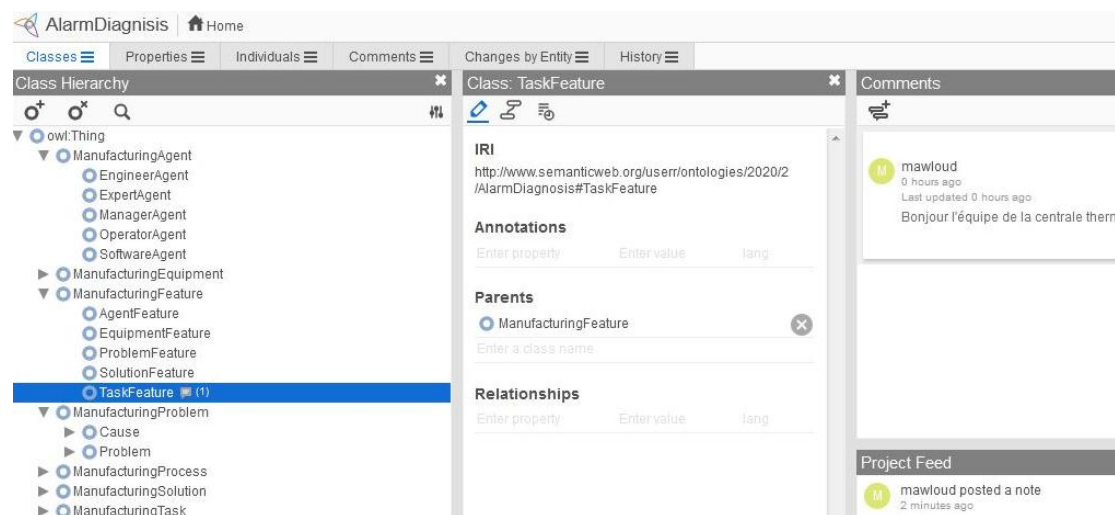 AlarmDiagnisis Home
Classes Properties Individuals Comments Changes by Entity History
Class Hierarchy
owl:Thing
ManufacturingAgent
EngineerAgent
ExpertAgent
ManagerAgent
OperatorAgent
SoftwareAgent
ManufacturingEquipment
ManufacturingFeature
AgentFeature
EquipmentFeature
ProblemFeature
SolutionFeature
TaskFeature (1)
ManufacturingProblem
Cause
Problem
ManufacturingProcess
ManufacturingSolution
ManufacturingTask
Class: TaskFeature
IRI
http://www.semanticweb.org/userr/ontologies/2020/2
/AlarmDiagnosis#TaskFeature
Annotations
Enter property Enter value lang
Parents
ManufacturingFeature
Enter a class name
Relationships
Enter property Enter value lang
Comments
M mawloud
0 hours ago
Last updated 0 hours ago
Bonjour l'équipe de la centrale therm
Project Feed
M mawloud posted a note
2 minutes ago